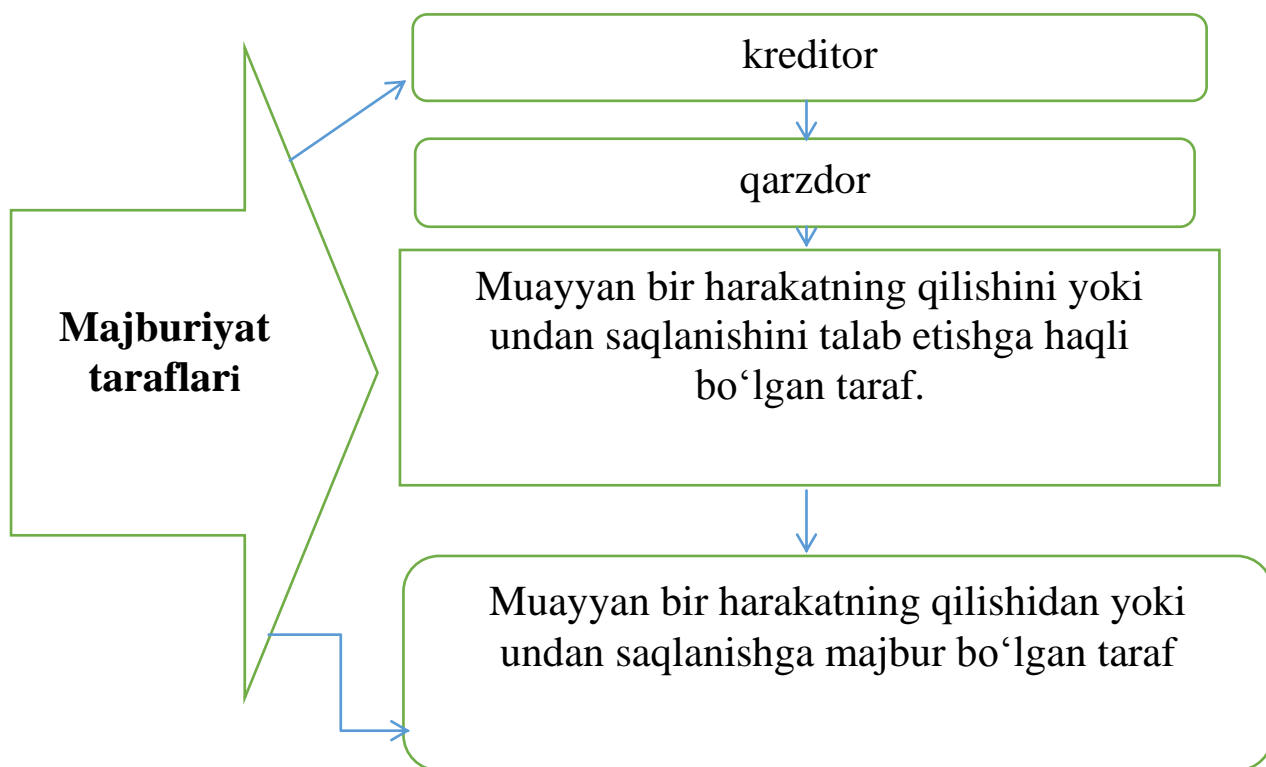 Majburiyat
taraflari
kreditor
qarzdor
Muayyan bir harakatning qilishini yoki
undan saqlanishini talab etishga haqli
bo‘lgan taraf.
Muayyan bir harakatning qilishidan yoki
undan saqlanishga majbur bo‘lgan taraf